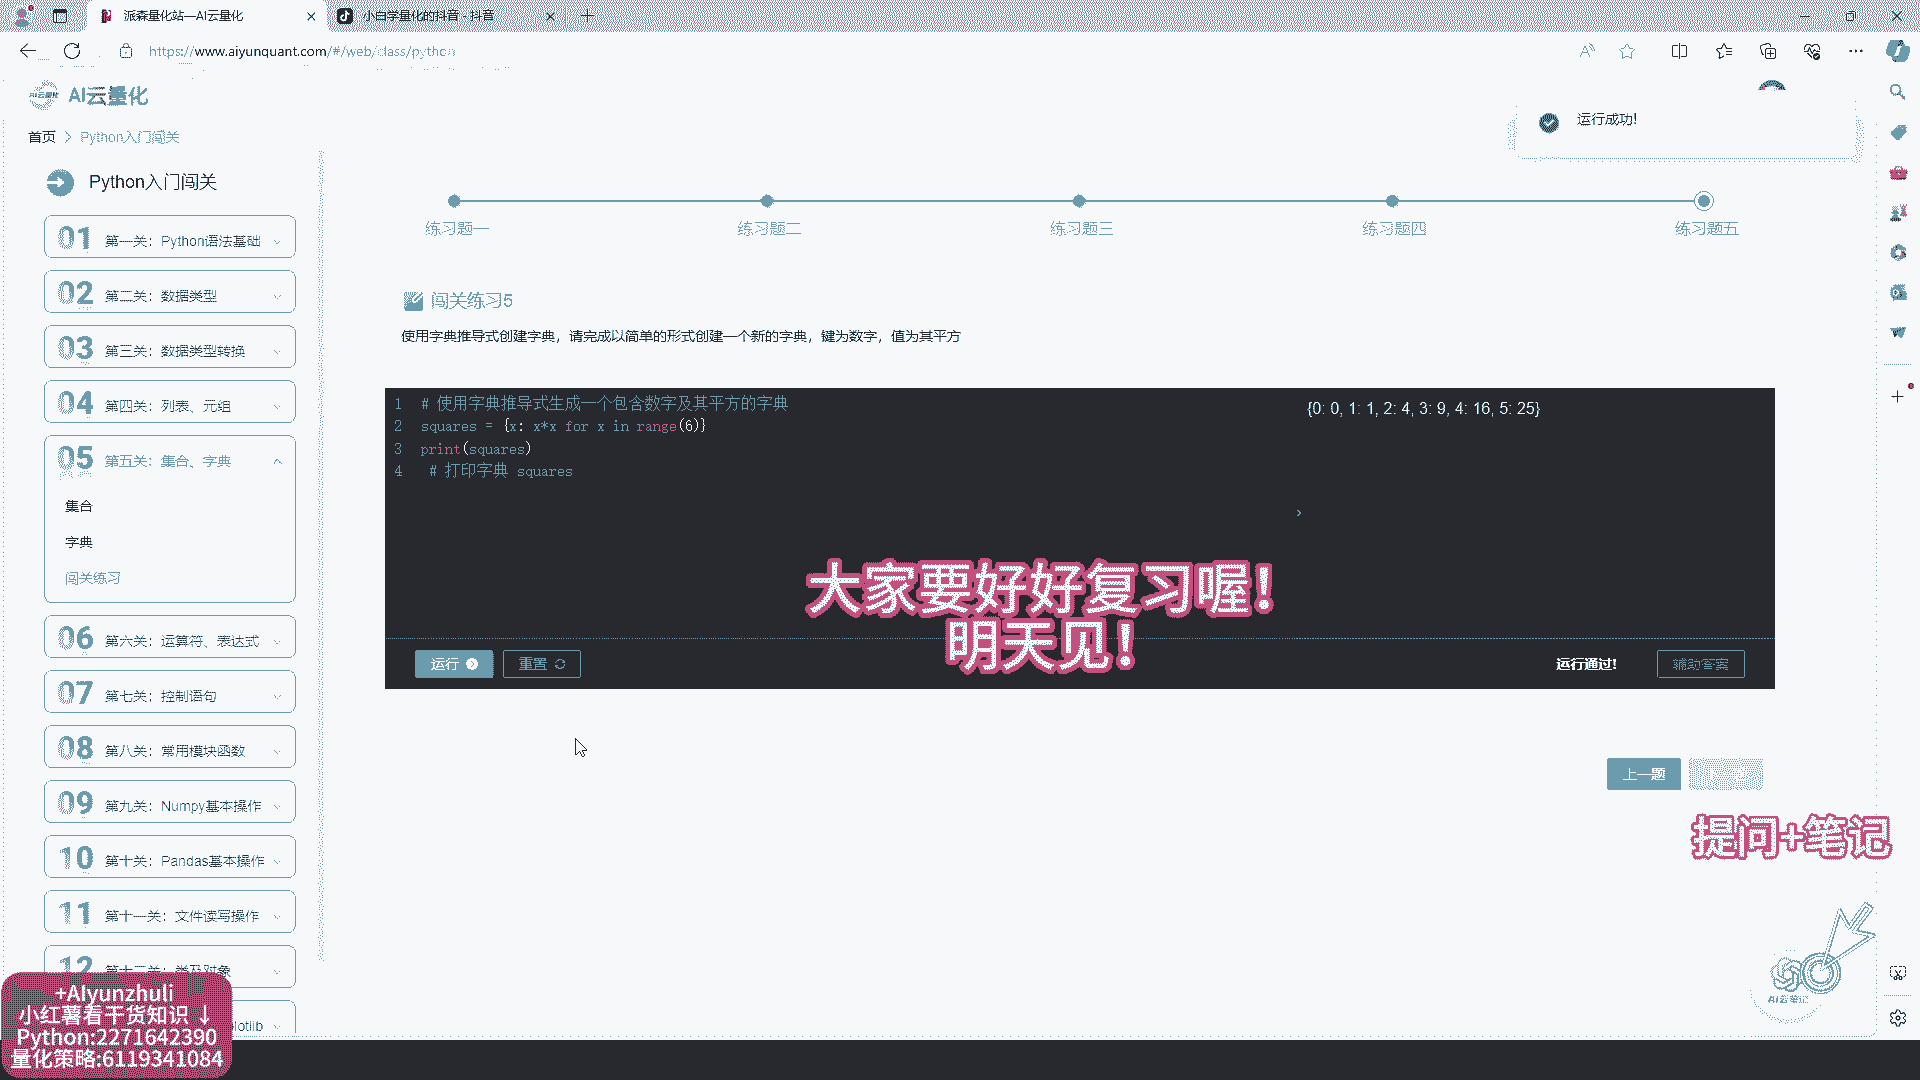 派森量化站—AI云量化
小白学量化的抖音 - 抖音
https://www.aiyunquant.com/#/web/class/python
AI云量化
AI云量化
首页 > Python入门闯关
运行成功!
Python入门闯关
01 第一关：Python语法基础
02 第二关：数据类型
03 第三关：数据类型转换
04 第四关：列表、元组
05 第五关：集合、字典
集合
字典
闯关练习
06 第六关：运算符、表达式
07 第七关：控制语句
08 第八关：常用模块函数
09 第九关：Numpy基本操作
10 第十关：Pandas基本操作
11 第十一关：文件读写操作
12 第十二关：类及对象
plotlib
练习题一
练习题二
练习题三
练习题四
练习题五
闯关练习5
使用字典推导式创建字典，请完成以简单的形式创建一个新的字典，键为数字，值为其平方
1 # 使用字典推导式生成一个包含数字及其平方的字典
2 squares = {x: x*x for x in range(6)}
3 print(squares)
4 # 打印字典 squares
{0: 0, 1: 1, 2: 4, 3: 9, 4: 16, 5: 25}
大家要好好复习喔！
明天见！
运行
重置
运行通过!
辅助答案
上一题
提问+笔记
AI云笔记
+AIyunzhuli
小红薯看干货知识 ↓
Python:2271642390
量化策略:6119341084